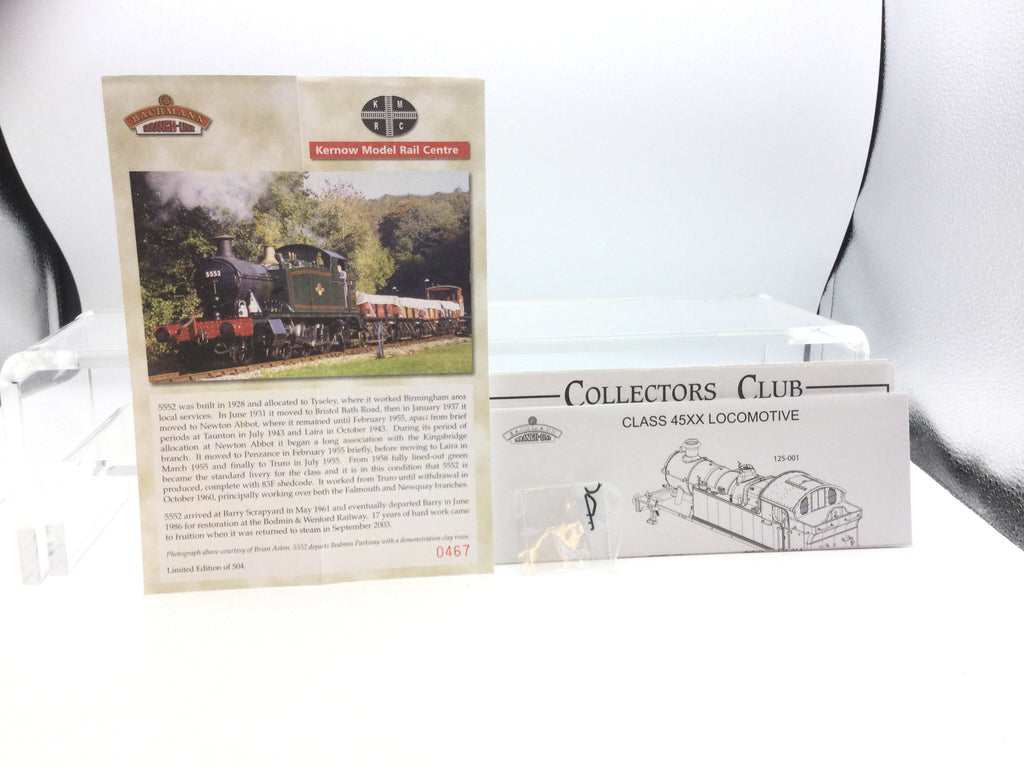 BACHMANN
BRANCH-LINE
K M
R C
Kernow Model Rail Centre
5552
5552 was built in 1928 and allocated to Tyseley, where it worked Birmingham area
local services. In June 1931 it moved to Bristol Bath Road, then in January 1937 it
moved to Newton Abbot, where it remained until February 1955, apart from brief
periods at Taunton in July 1943 and Laira in October 1943. During its period of
allocation at Newton Abbot it began a long association with the Kingsbridge
branch. It moved to Penzance in February 1955 briefly, before moving to Laira in
March 1955 and finally to Truro in July 1955. From 1958 fully lined-out green
became the standard livery for the class and it is in this condition that 5552 is
produced, complete with 83F shedcode. It worked from Truro until withdrawal in
October 1960, principally working over both the Falmouth and Newquay branches.
5552 arrived at Barry Scrapyard in May 1961 and eventually departed Barry in June
1986 for restoration at the Bodmin & Wenford Railway. 17 years of hard work came
to fruition when it was returned to steam in September 2003.
Photograph above courtesy of Brian Aston. 5552 departs Bodmin Parkway with a demonstration clay train.
0467
Limited Edition of 504.
COLLECTORS CLUB
CLASS 45XX LOCOMOTIVE
BRANCH-LINE
125-001